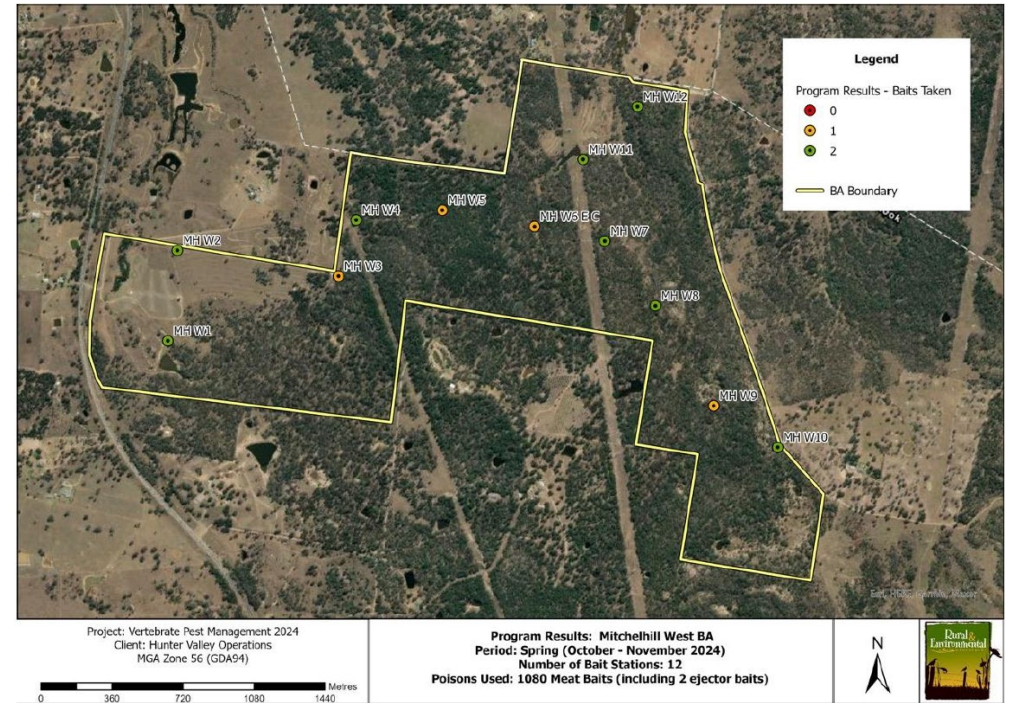 MH W12
Legend
Program Results - Baits Taken
0
1
2
BA Boundary
MH W11
MH W5
MH W4
MH W6 EC
MH W7
MH W2
MH W3
MH W8
MH W1
MH W9
MH W10
Project: Vertebrate Pest Management 2024
Client: Hunter Valley Operations
MGA Zone 56 (GDA94)
0 360 720 1080 1440 Metres
Program Results: Mitchelhill West BA
Period: Spring (October - November 2024)
Number of Bait Stations: 12
Poisons Used: 1080 Meat Baits (including 2 ejector baits)
N
Rural &
Environmental